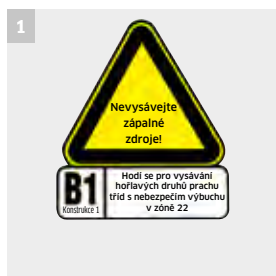 1
Nevysávejte
zápalné
zdroje!
B1
Konstrukce 1
Hodí se pro vysávání
hořlavých druhů prachu
tříd s nebezpečím výbuchu
v zóně 22